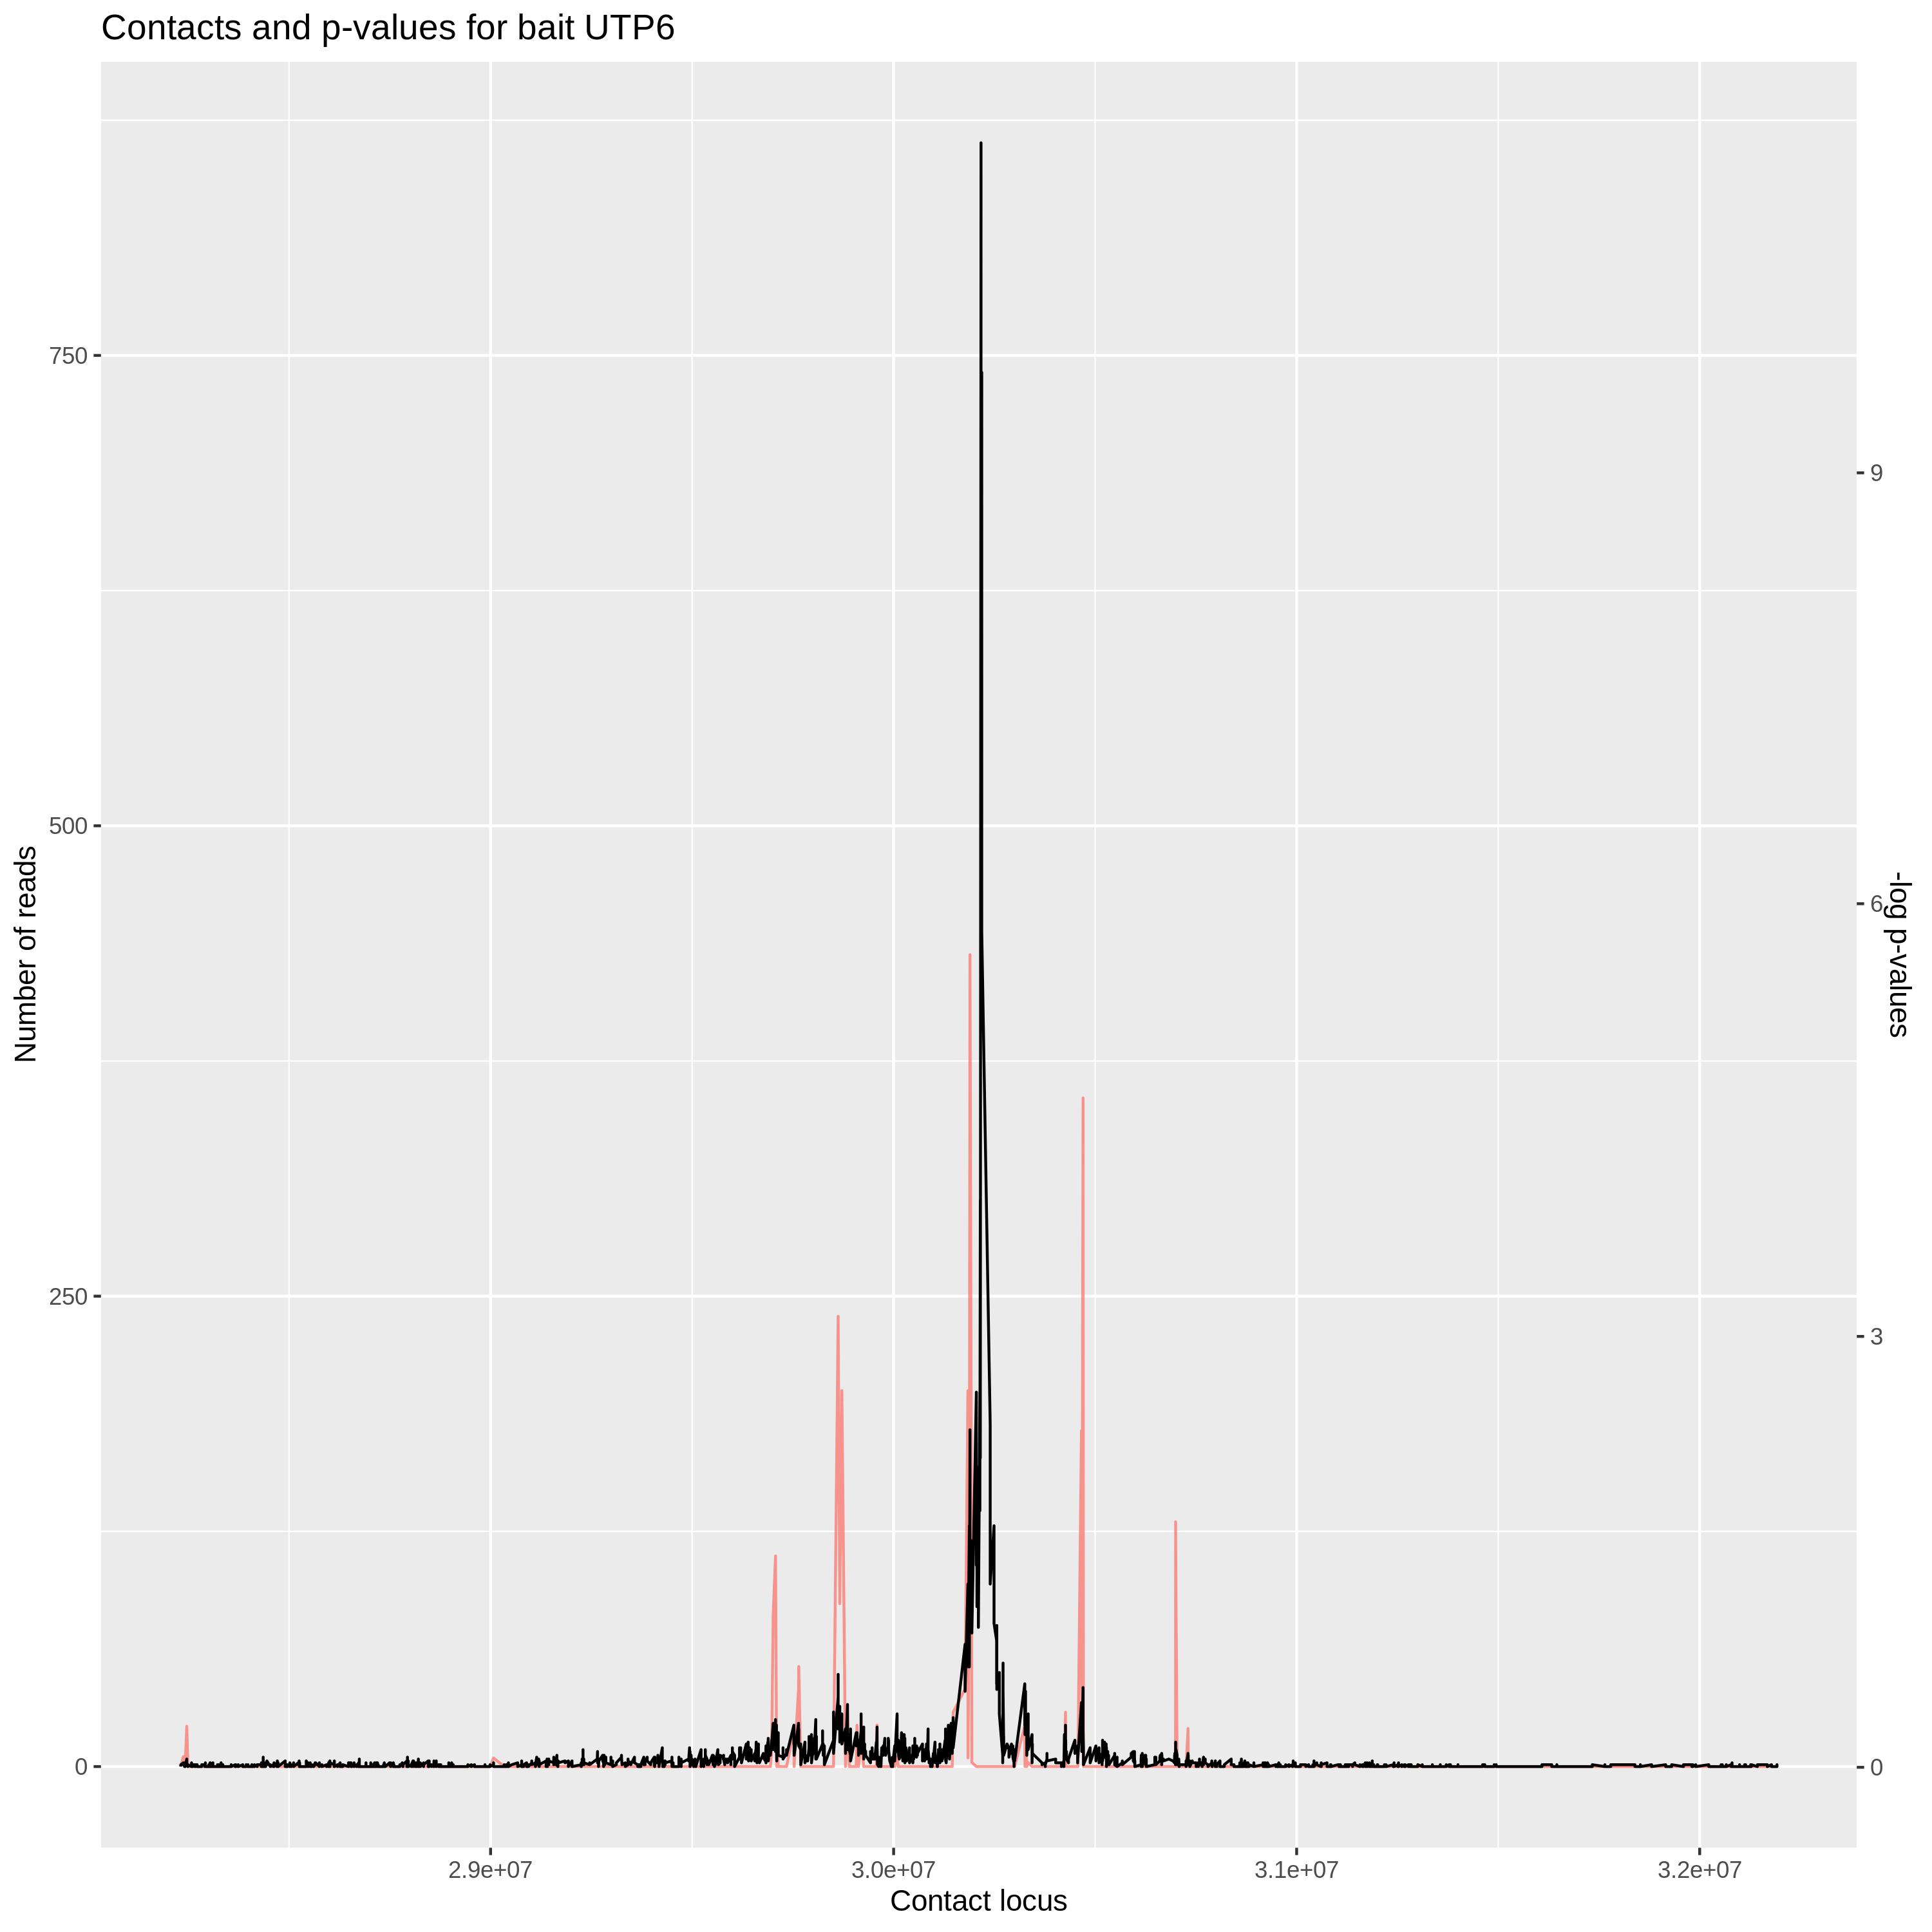 Contacts and p-values for bait UTP6
750
500
250
0
Number of reads
9
6
3
0
-log p-values
2.9e+07
3.0e+07
3.1e+07
3.2e+07
Contact locus